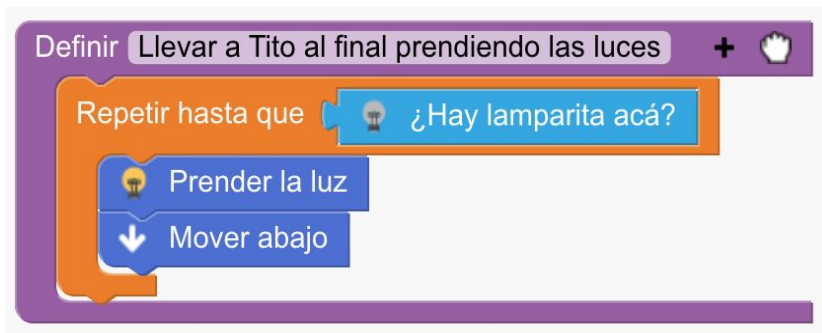 Definir Llevar a Tito al final prendiendo las luces +
Repetir hasta que ¿Hay lamparita acá?
Prender la luz
Mover abajo